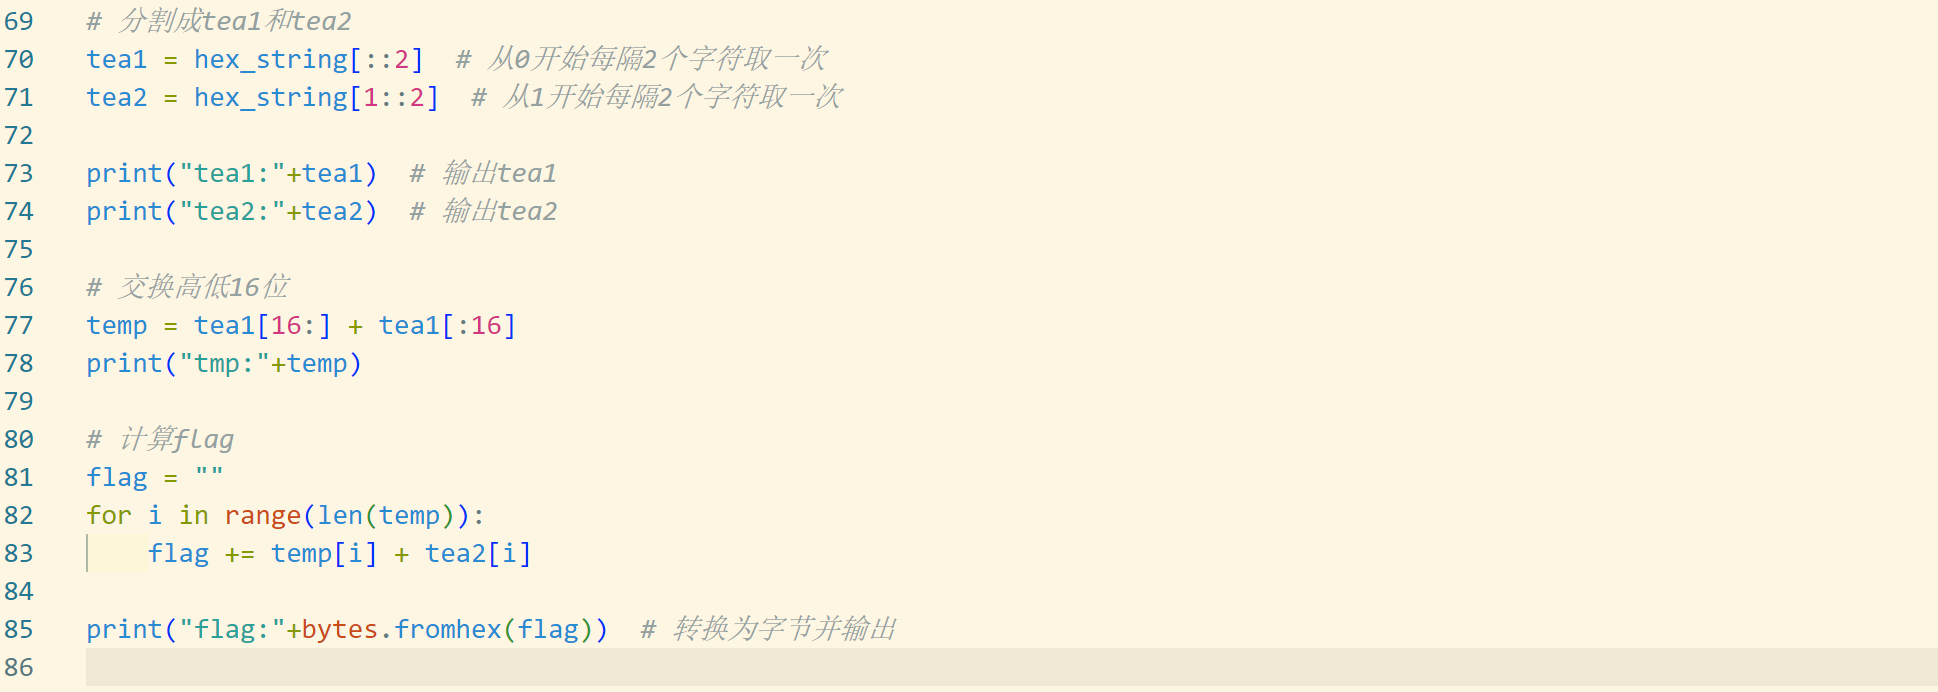 69 # 分割成tea1和tea2
70 tea1 = hex_string[::2]  # 从0开始每隔2个字符取一次
71 tea2 = hex_string[1::2]  # 从1开始每隔2个字符取一次
72
73 print("tea1:"+tea1)  # 输出tea1
74 print("tea2:"+tea2)  # 输出tea2
75
76 # 交换高低16位
77 temp = tea1[16:] + tea1[:16]
78 print("tmp:"+temp)
79
80 # 计算flag
81 flag = ""
82 for i in range(len(temp)):
83     flag += temp[i] + tea2[i]
84
85 print("flag:"+bytes.fromhex(flag))  # 转换为字节并输出
86